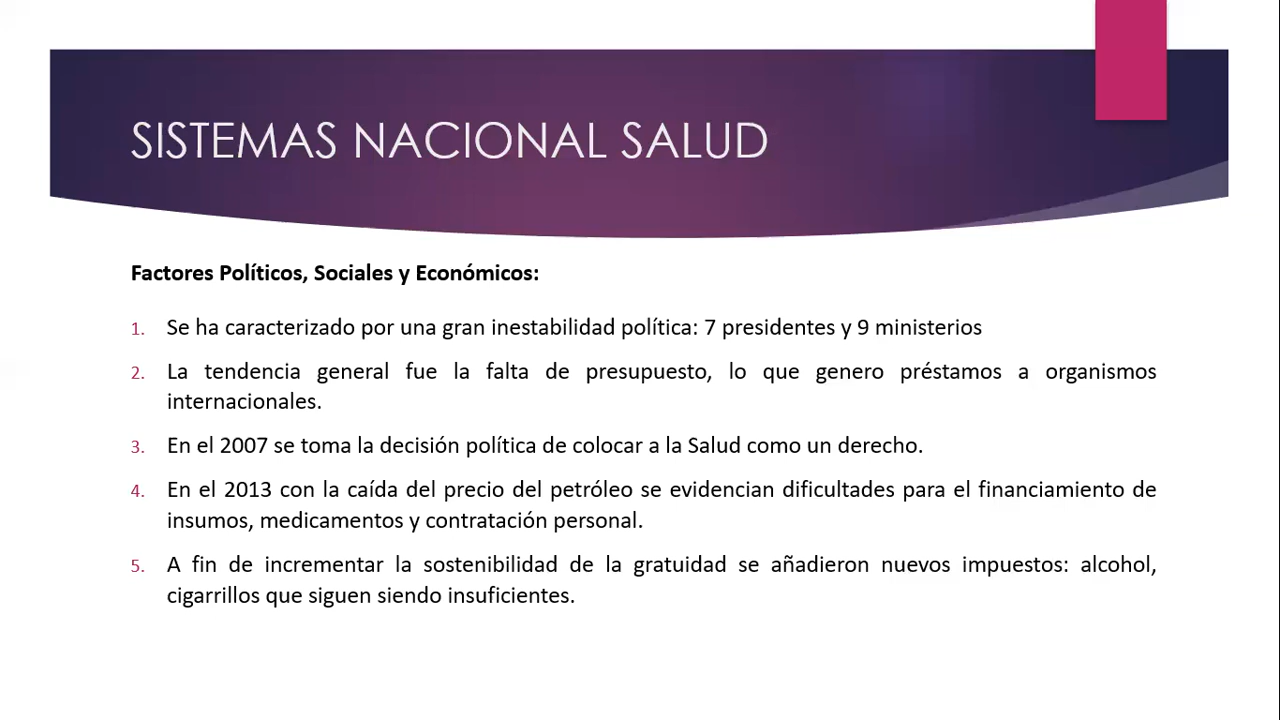 SISTEMAS NACIONAL SALUD
Factores Políticos, Sociales y Económicos:
1. Se ha caracterizado por una gran inestabilidad política: 7 presidentes y 9 ministerios
2. La tendencia general fue la falta de presupuesto, lo que genero préstamos a organismos
internacionales.
3. En el 2007 se toma la decisión política de colocar a la Salud como un derecho.
4. En el 2013 con la caída del precio del petróleo se evidencian dificultades para el financiamiento de
insumos, medicamentos y contratación personal.
5. A fin de incrementar la sostenibilidad de la gratuidad se añadieron nuevos impuestos: alcohol,
cigarrillos que siguen siendo insuficientes.